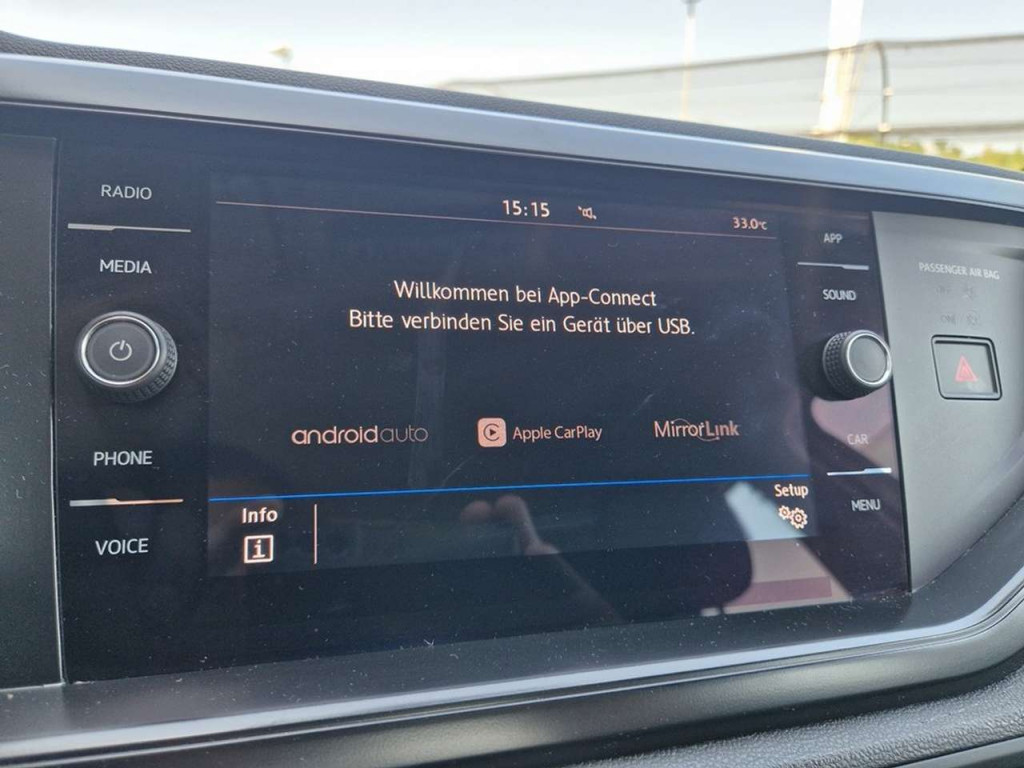 RADIO
MEDIA
PHONE
VOICE
15:15
33.0°C
Willkommen bei App-Connect
Bitte verbinden Sie ein Gerät über USB.
androidauto
Apple CarPlay
MirrorLink
Info
Setup
APP
SOUND
CAR
MENU
PASSENGER AIR BAG